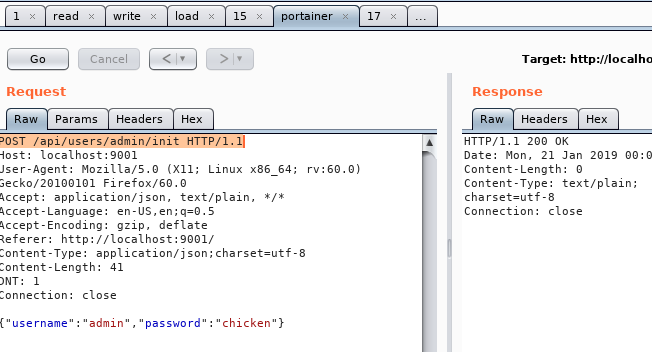 1 × read × write × load × 15 × portainer × 17 × ...
Go Cancel < | ▼ > | ▼ Target: http://localho
Request
Raw Params Headers Hex
POST /api/users/admin/init HTTP/1.1
Host: localhost:9001
User-Agent: Mozilla/5.0 (X11; Linux x86_64; rv:60.0)
Gecko/20100101 Firefox/60.0
Accept: application/json, text/plain, */*
Accept-Language: en-US,en;q=0.5
Accept-Encoding: gzip, deflate
Referer: http://localhost:9001/
Content-Type: application/json;charset=utf-8
Content-Length: 41
DNT: 1
Connection: close
{"username":"admin","password":"chicken"}
Response
Raw Headers Hex
HTTP/1.1 200 OK
Date: Mon, 21 Jan 2019 00:0
Content-Length: 0
Content-Type: text/plain;
charset=utf-8
Connection: close